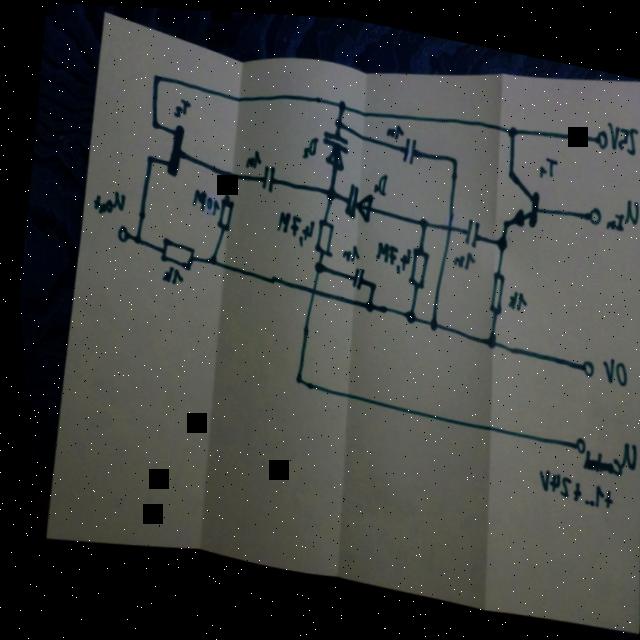 25V
T₂
1n
T₁
D₂
U_in
1n
D₁
10M
U_out
4,7M
4,7M
1n
1n
1k
1k
0V
+1..+24V